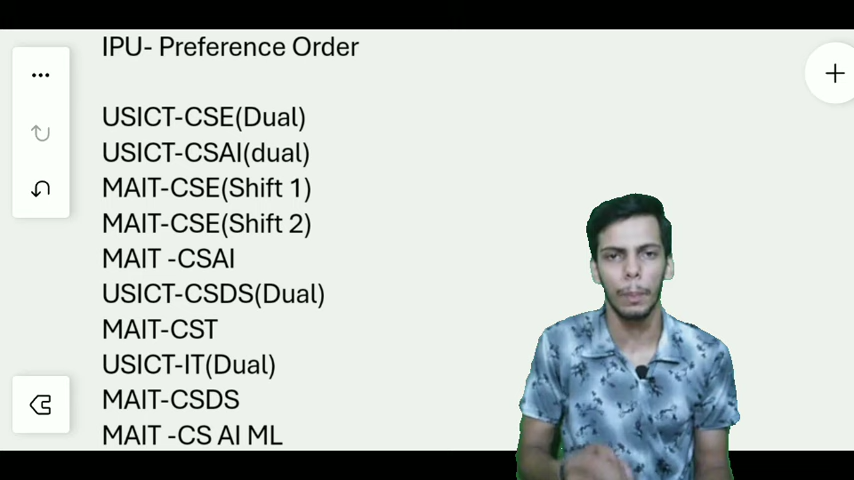 IPU- Preference Order
USICT-CSE(Dual)
USICT-CSAI(dual)
MAIT-CSE(Shift 1)
MAIT-CSE(Shift 2)
MAIT -CSAI
USICT-CSDS(Dual)
MAIT-CST
USICT-IT(Dual)
MAIT-CSDS
MAIT -CS AI ML